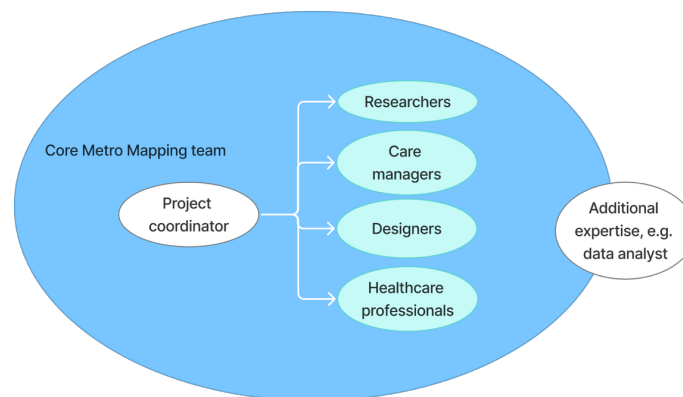 Researchers
Core Metro Mapping team
Care
managers
Project
coordinator
Additional
expertise, e.g.
data analyst
Designers
Healthcare
professionals